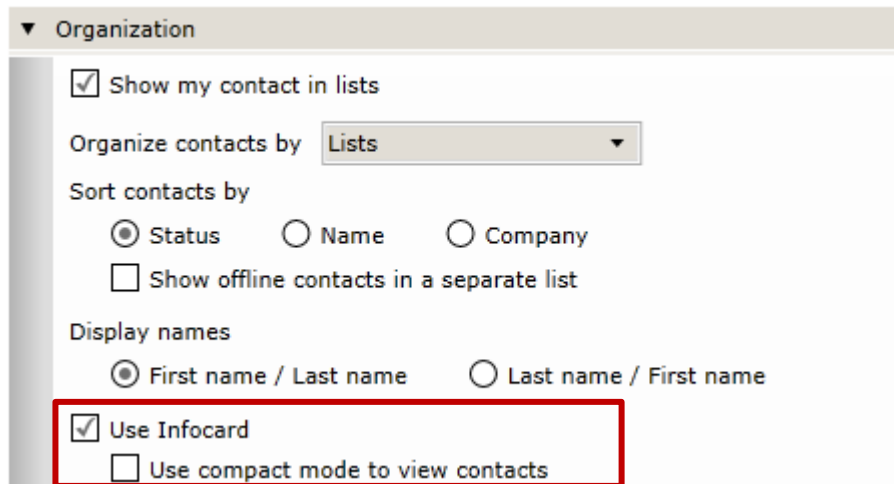 Organization
Show my contact in lists
Organize contacts by Lists
Sort contacts by
Status Name Company
Show offline contacts in a separate list
Display names
First name / Last name Last name / First name
Use Infocard
Use compact mode to view contacts